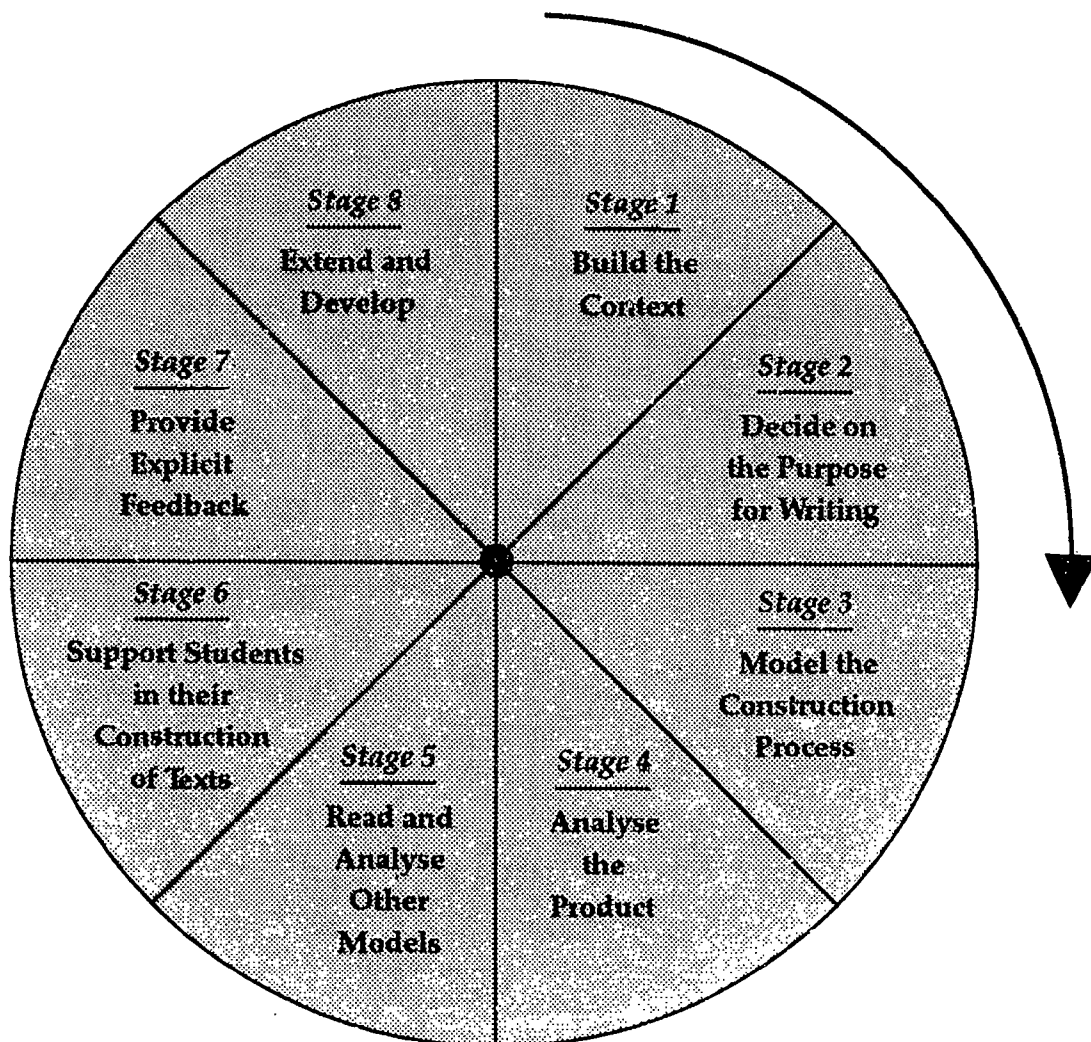 Stage 1
Build the
Context
Stage 2
Decide on
the Purpose
for Writing
Stage 3
Model the
Construction
Process
Stage 4
Analyse
the
Product
Stage 5
Read and
Analyse
Other
Models
Stage 6
Support Students
in their
Construction
of Texts
Stage 7
Provide
Explicit
Feedback
Stage 8
Extend and
Develop